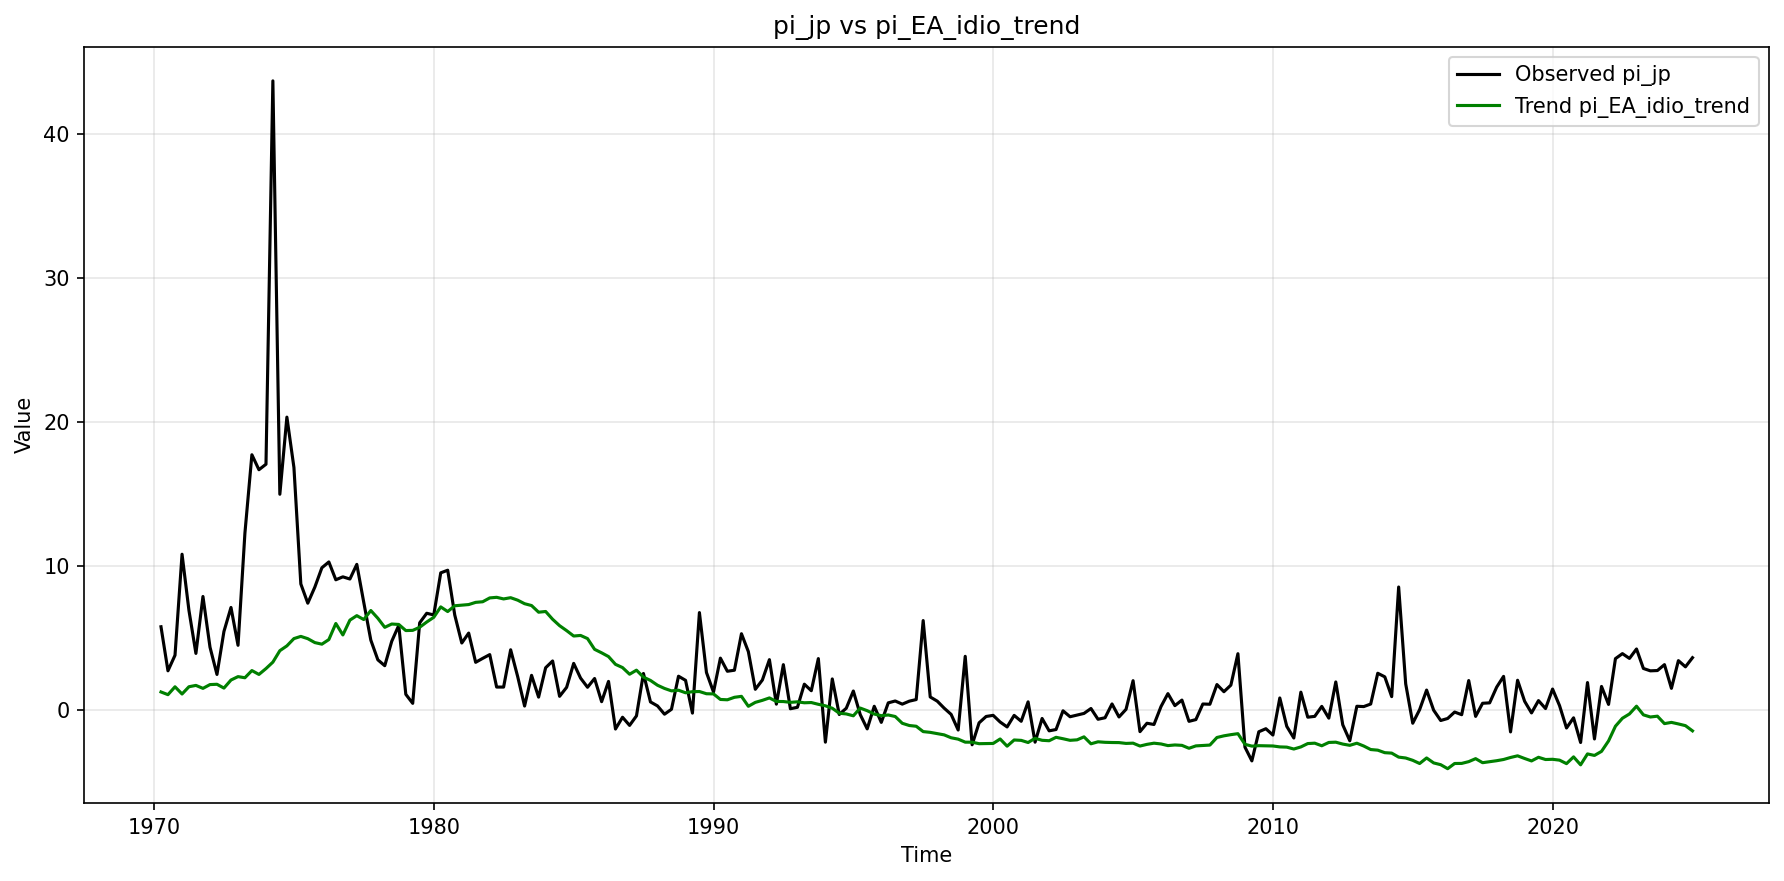 pi_jp vs pi_EA_idio_trend
Observed pi_jp
Trend pi_EA_idio_trend
Value
40
30
20
10
0
1970
1980
1990
2000
2010
2020
Time